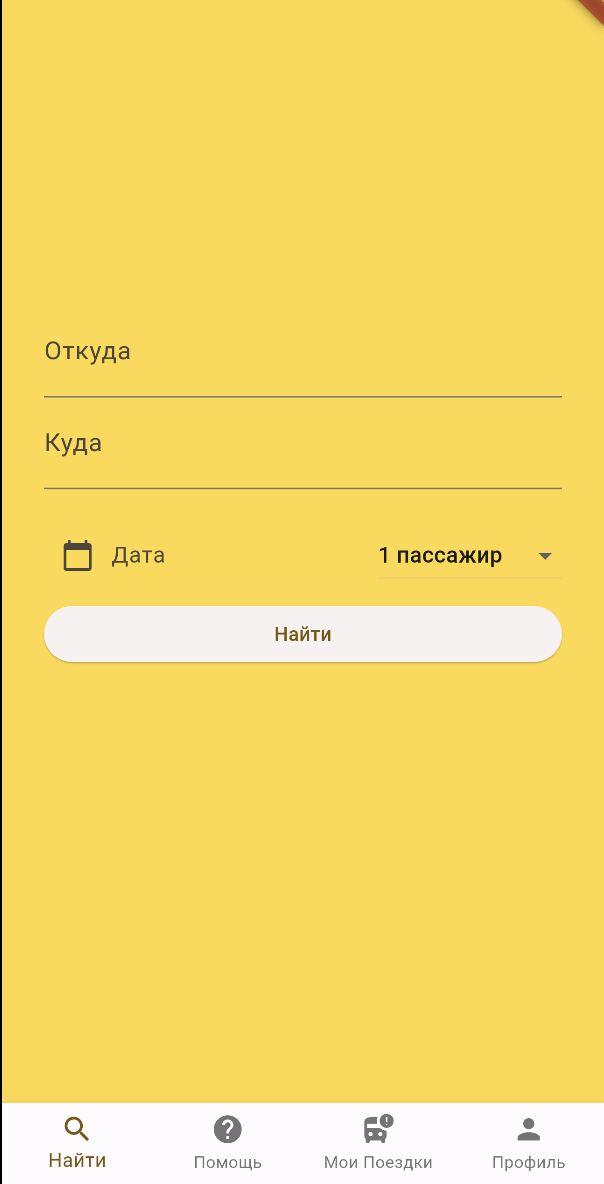 Откуда
Куда
Дата
1 пассажир
Найти
Найти
Помощь
Мои Поездки
Профиль